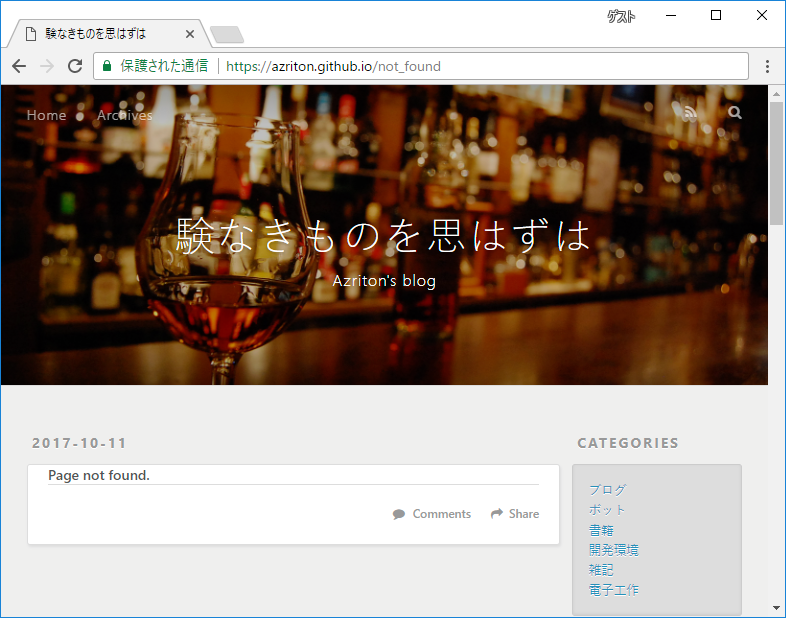 ゲスト
験なきものを思はずは
保護された通信
https://azriton.github.io/not_found
Home
Archives
験なきものを思はずは
Azriton's blog
2017-10-11
Page not found.
Comments
Share
CATEGORIES
ブログ
ボット
書籍
開発環境
雑記
電子工作